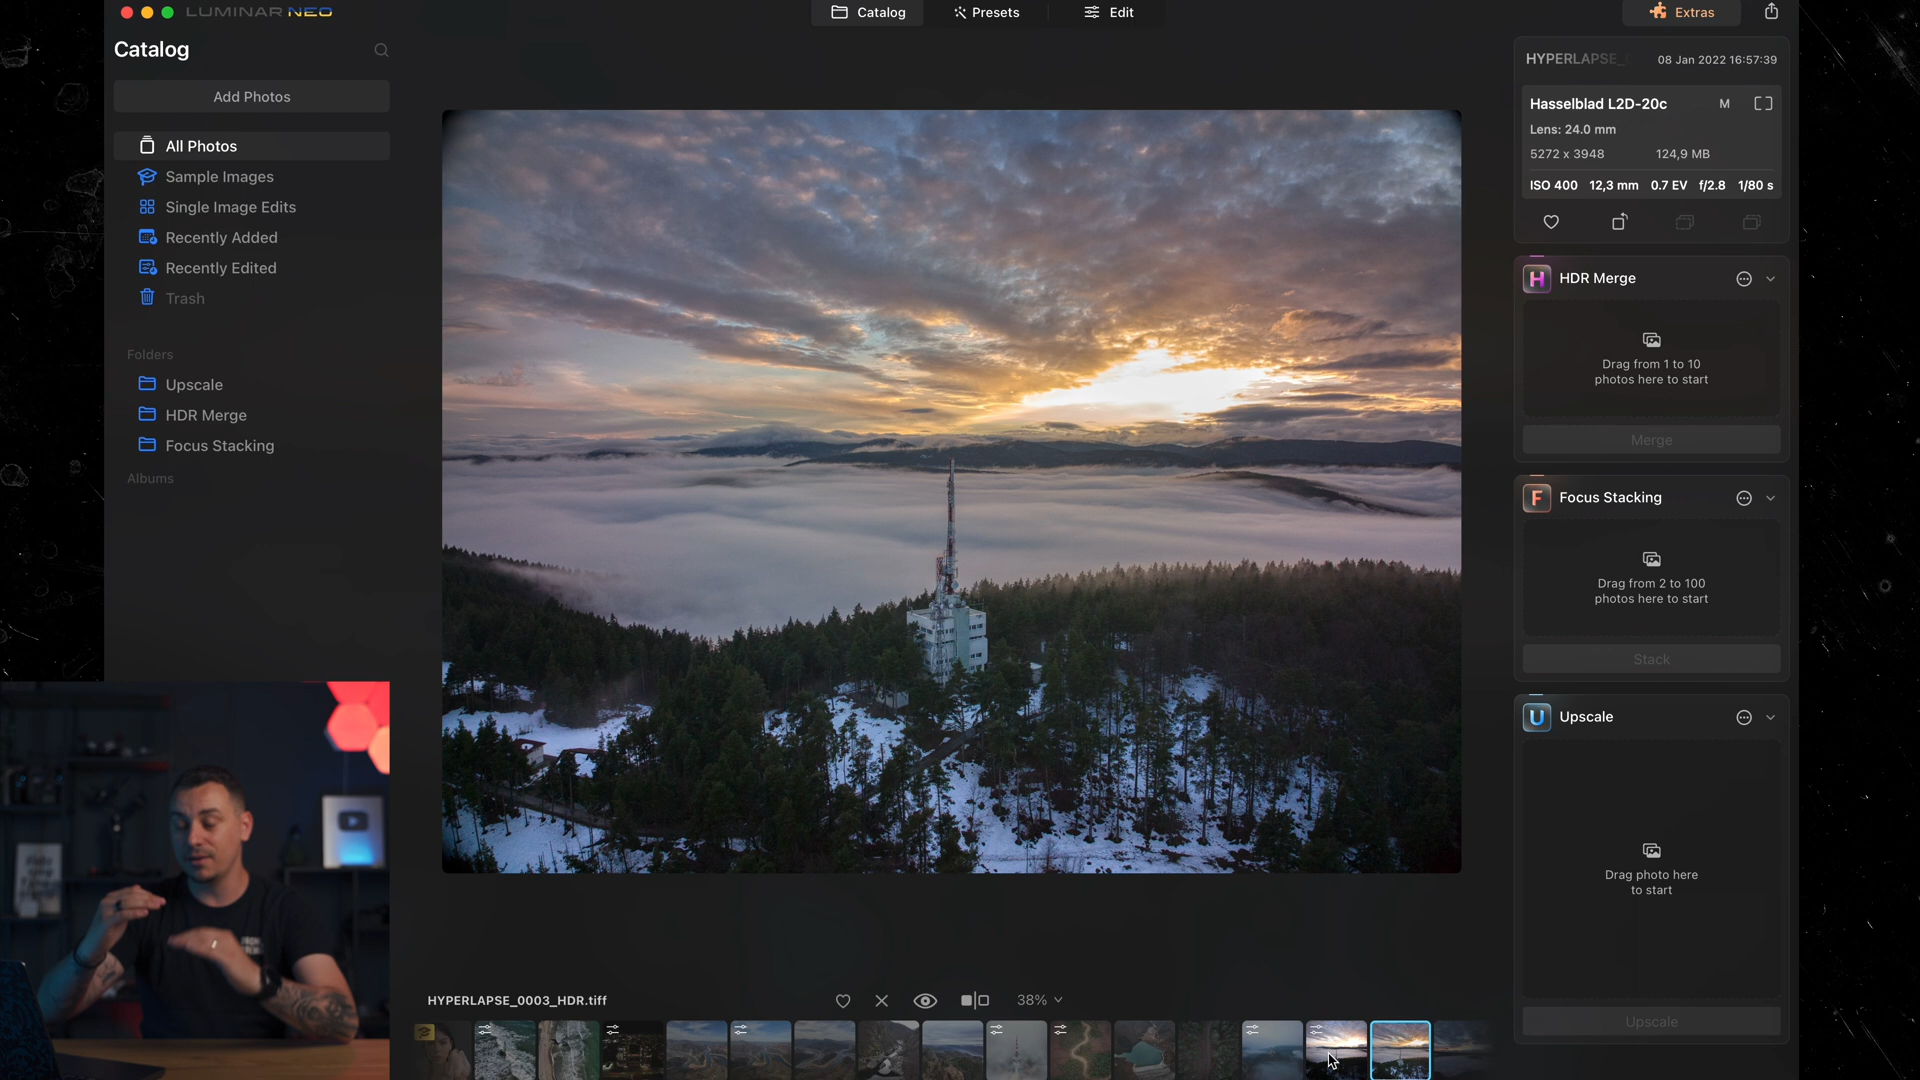 LUMINAR NEO
Catalog
Presets
Edit
Extras
Catalog
Add Photos
All Photos
Sample Images
Single Image Edits
Recently Added
Recently Edited
Trash
Folders
Upscale
HDR Merge
Focus Stacking
Albums
HYPERLAPSE_
08 Jan 2022 16:57:39
Hasselblad L2D-20c
M
Lens: 24.0 mm
5272 x 3948
124,9 MB
ISO 400 12,3 mm 0.7 EV f/2.8 1/80 s
H HDR Merge
Drag from 1 to 10
photos here to start
Merge
F Focus Stacking
Drag from 2 to 100
photos here to start
Stack
U Upscale
Drag photo here
to start
Upscale
HYPERLAPSE_0003_HDR.tiff
38%